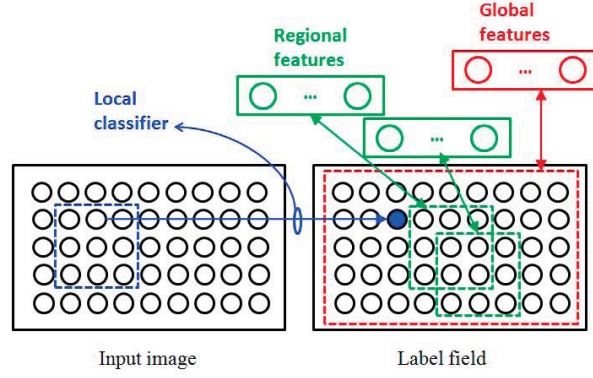 Global
features
...
Regional
features
...
...
Local
classifier
Input image
Label field